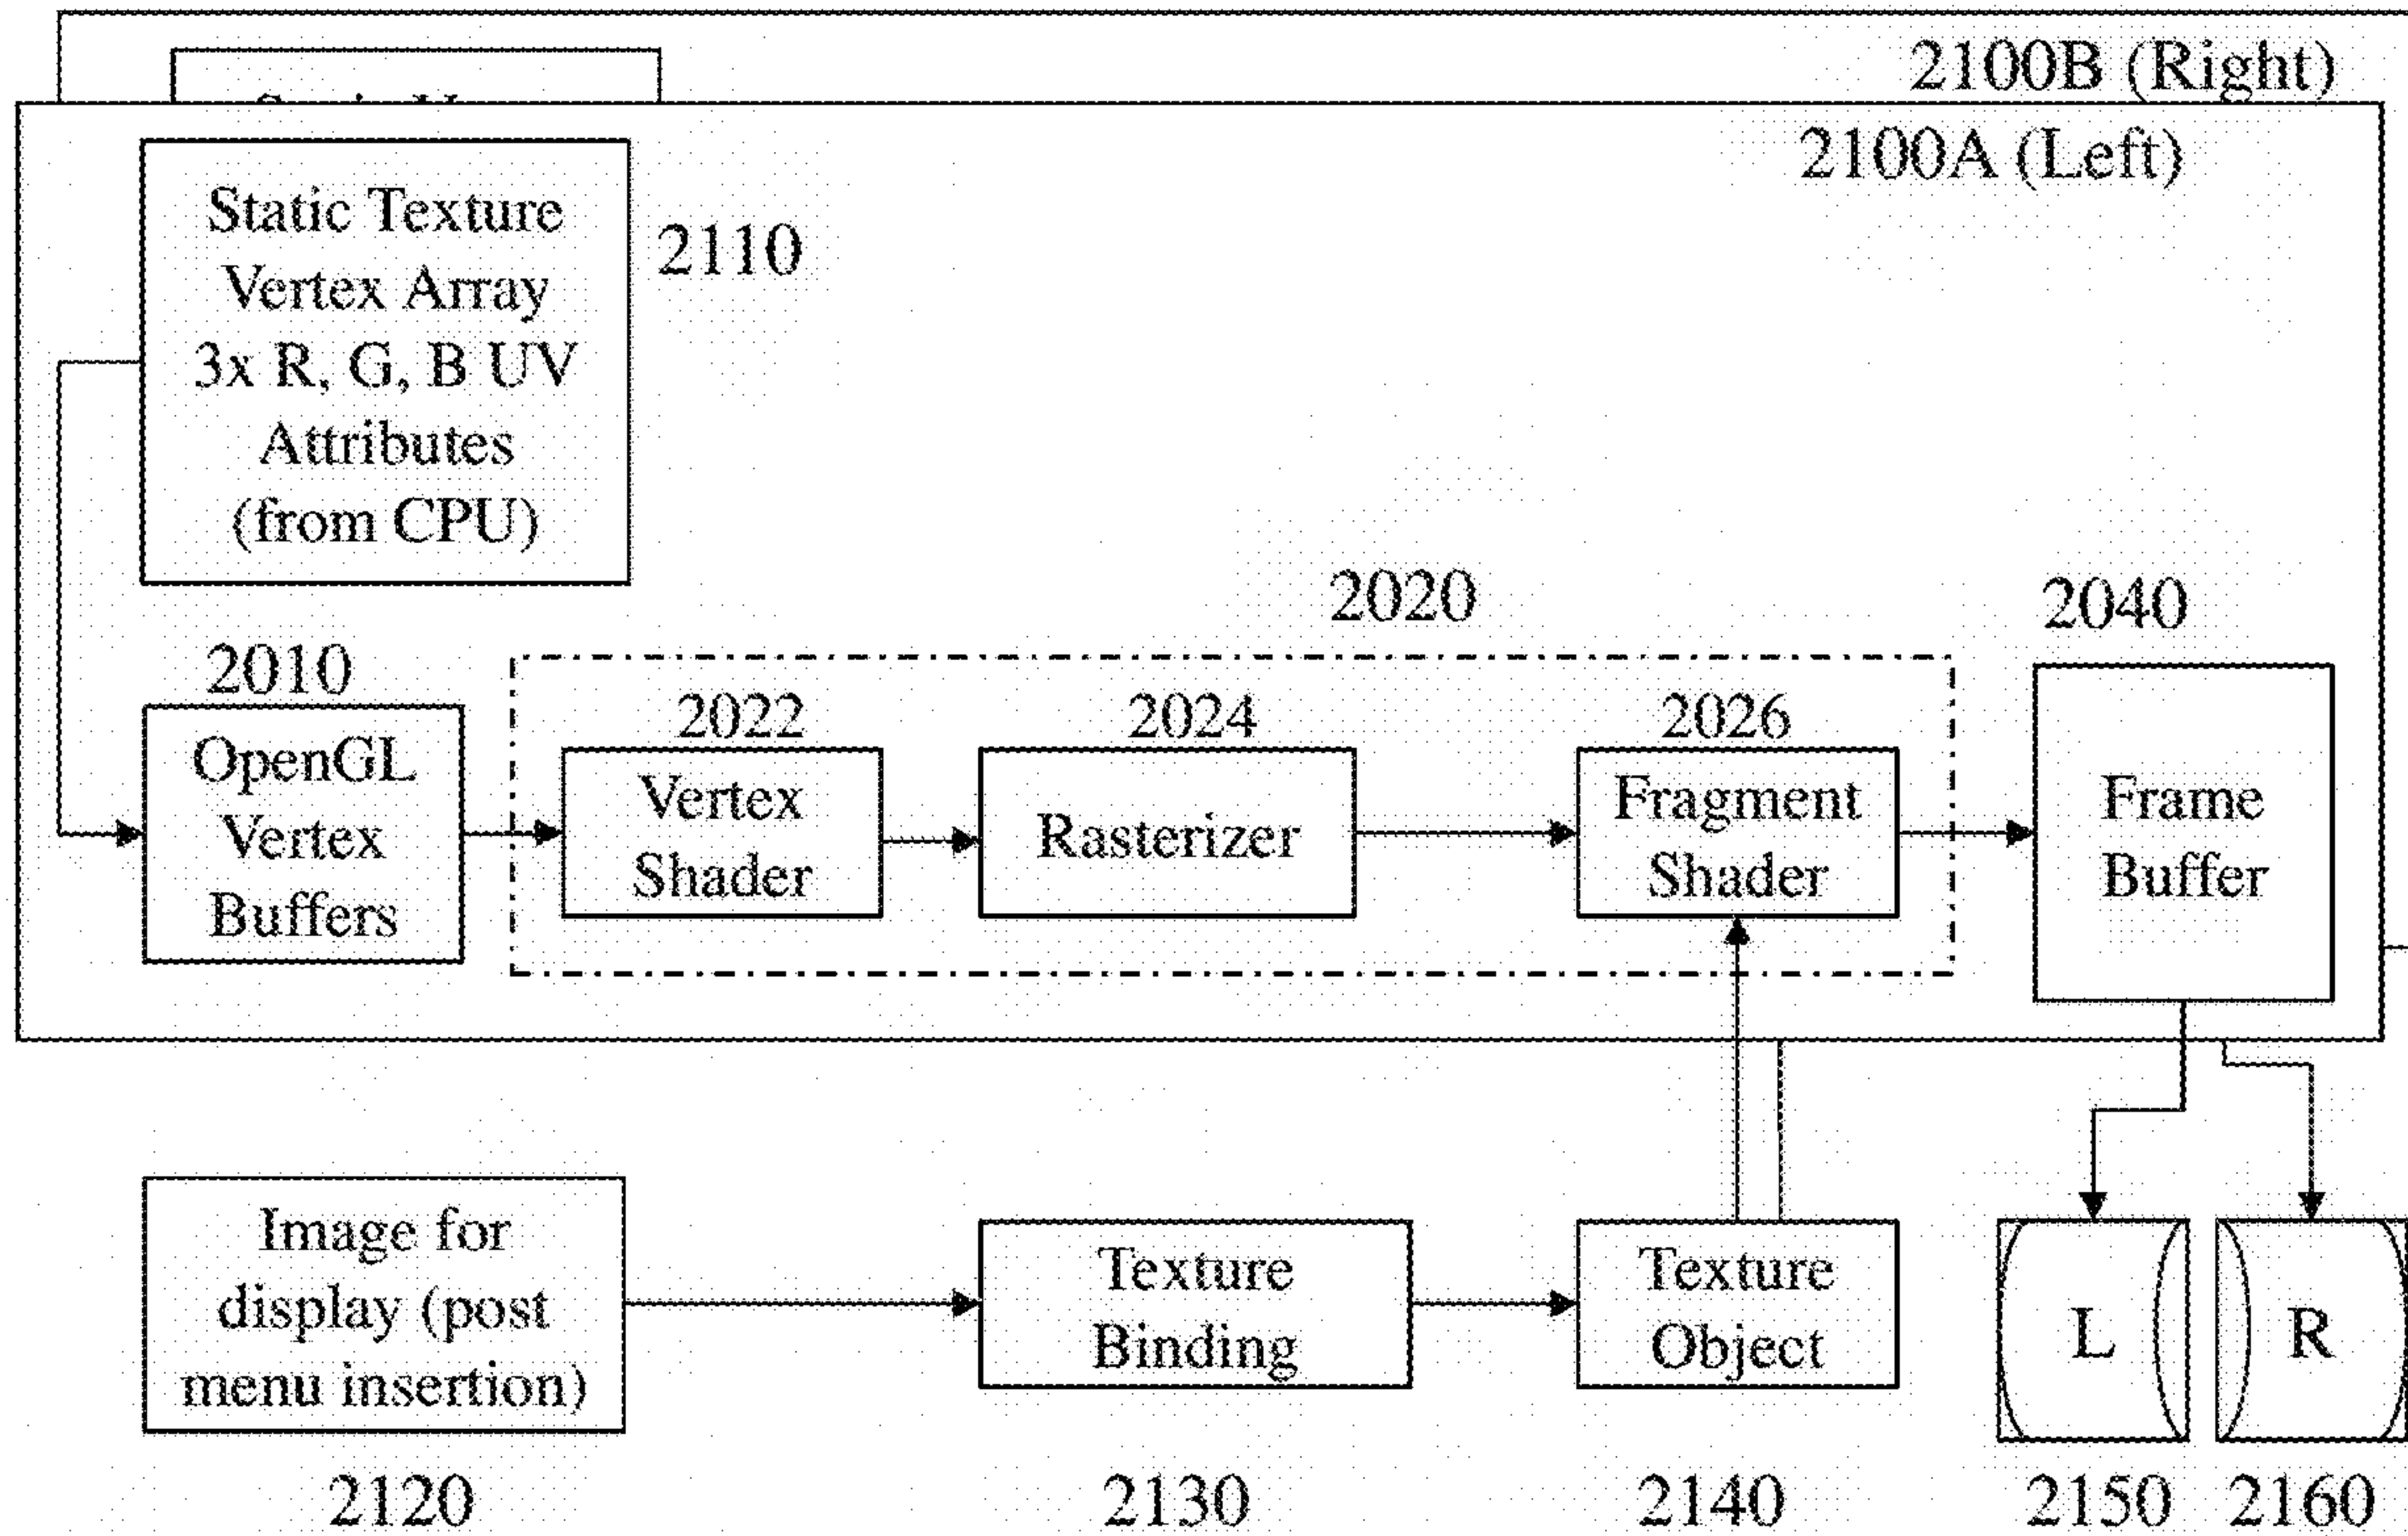 2100B (Right)
2100A (Left)
Static Texture
Vertex Array
3x R, G, B UV
Attributes
(from CPU)
2110
2020
2040
2010
OpenGL
Vertex
Buffers
2022
Vertex
Shader
2024
Rasterizer
2026
Fragment
Shader
Frame
Buffer
Image for
display (post
menu insertion)
2120
Texture
Binding
2130
Texture
Object
2140
L
2150
R
2160